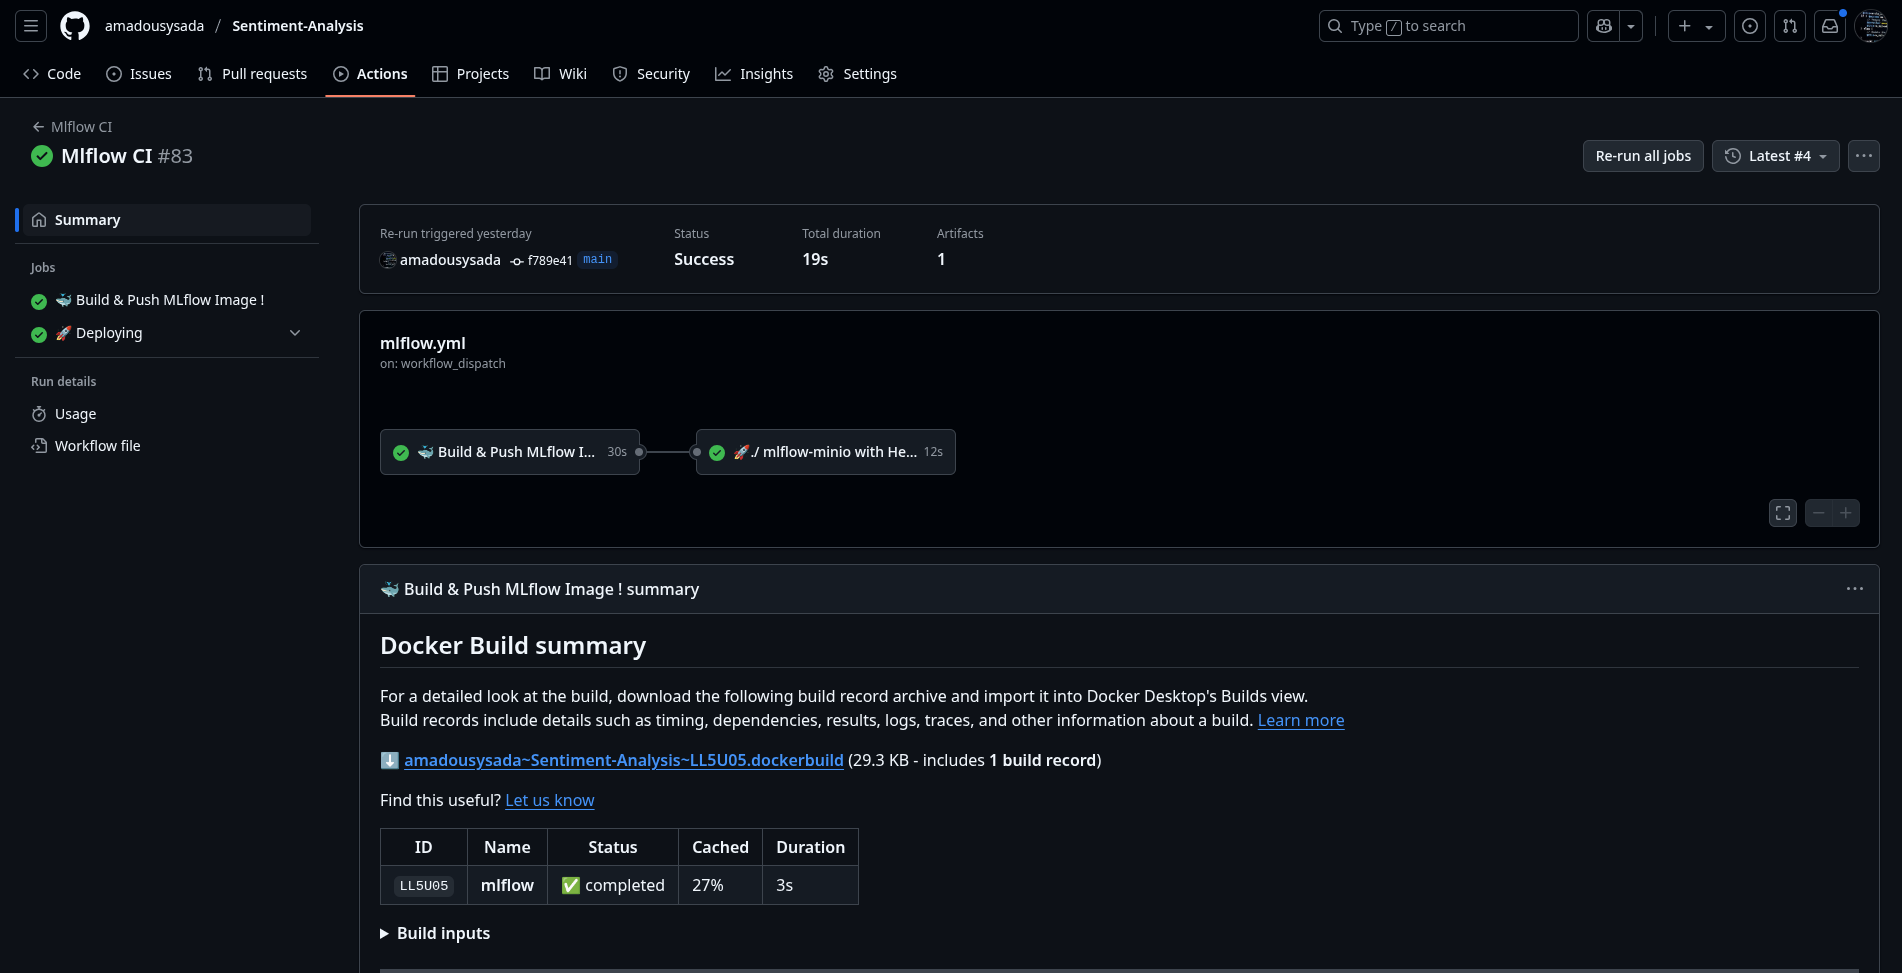 amadousysada / Sentiment-Analysis
Type / to search
Code
Issues
Pull requests
Actions
Projects
Wiki
Security
Insights
Settings
Mlflow CI
Mlflow CI #83
Re-run all jobs
Latest #4
Summary
Jobs
🐳 Build & Push MLflow Image !
🚀 Deploying
Run details
Usage
Workflow file
Re-run triggered yesterday
amadousysada f789e41 main
Status
Success
Total duration
19s
Artifacts
1
mlflow.yml
on: workflow_dispatch
🐳 Build & Push MLflow I... 30s
🚀./ mlflow-minio with He... 12s
🐳 Build & Push MLflow Image ! summary
Docker Build summary
For a detailed look at the build, download the following build record archive and import it into Docker Desktop's Builds view.
Build records include details such as timing, dependencies, results, logs, traces, and other information about a build. Learn more
⬇️ amadousysada~Sentiment-Analysis~LL5U05.dockerbuild (29.3 KB - includes 1 build record)
Find this useful? Let us know
ID Name Status Cached Duration
LL5U05 mlflow ✅ completed 27% 3s
Build inputs